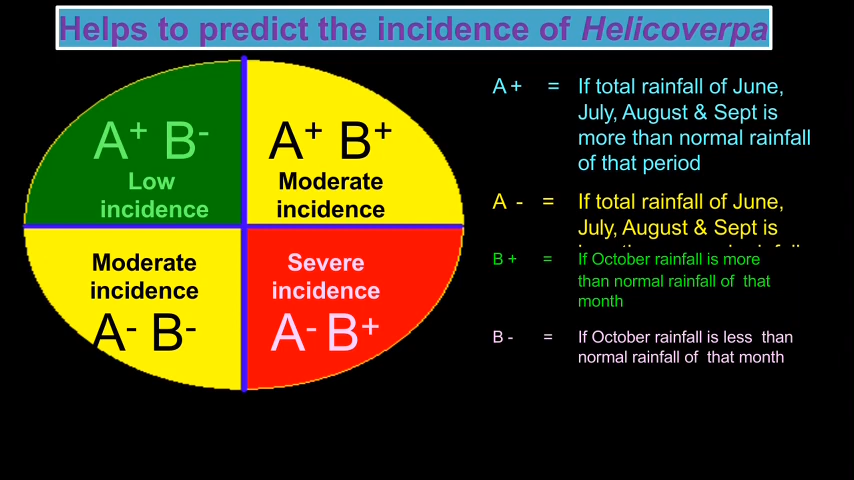 Helps to predict the incidence of Helicoverpa
A+ B-
Low
incidence
A+ B+
Moderate
incidence
Moderate
incidence
A- B-
Severe
incidence
A- B+
A + = If total rainfall of June,
July, August & Sept is
more than normal rainfall
of that period
A - = If total rainfall of June,
July, August & Sept is
B + = If October rainfall is more
than normal rainfall of that
month
B - = If October rainfall is less than
normal rainfall of that month